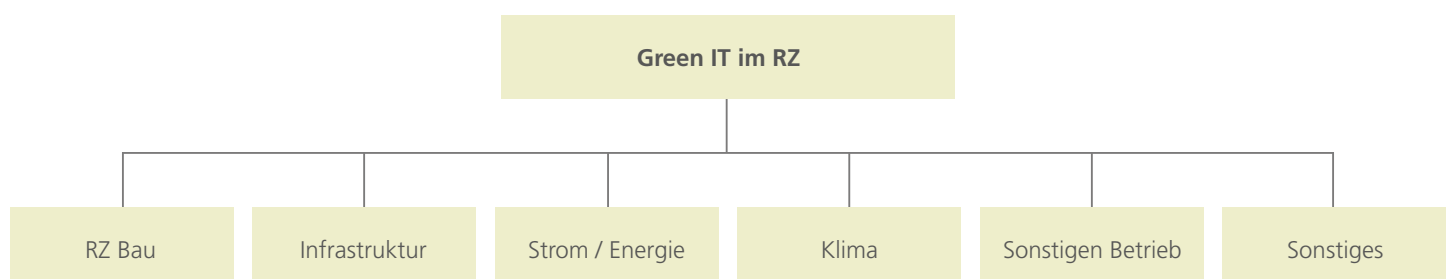 Green IT im RZ
RZ Bau
Infrastruktur
Strom / Energie
Klima
Sonstigen Betrieb
Sonstiges